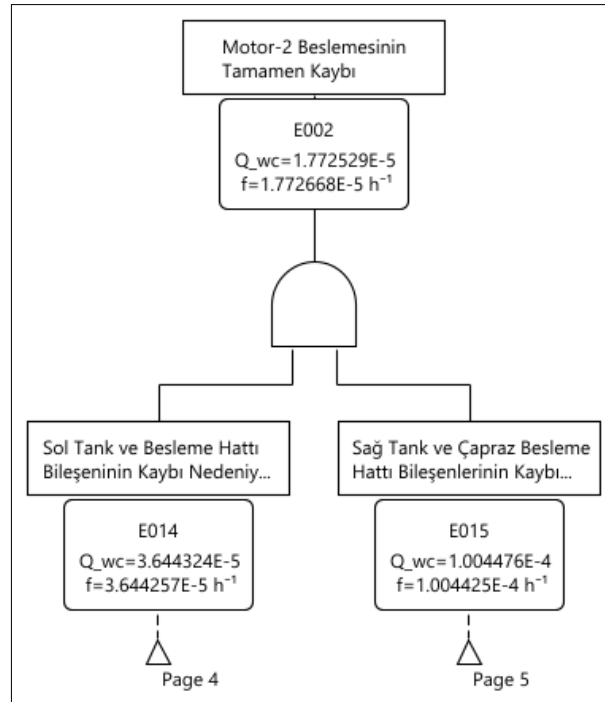 Motor-2 Beslemesinin
Tamamen Kaybı
E002
Q_wc=1.772529E-5
f=1.772668E-5 h⁻¹
Sol Tank ve Besleme Hattı
Bileşeninin Kaybı Nedeniy...
E014
Q_wc=3.644324E-5
f=3.644257E-5 h⁻¹
Page 4
Sağ Tank ve Çapraz Besleme
Hattı Bileşenlerinin Kaybı...
E015
Q_wc=1.004476E-4
f=1.004425E-4 h⁻¹
Page 5